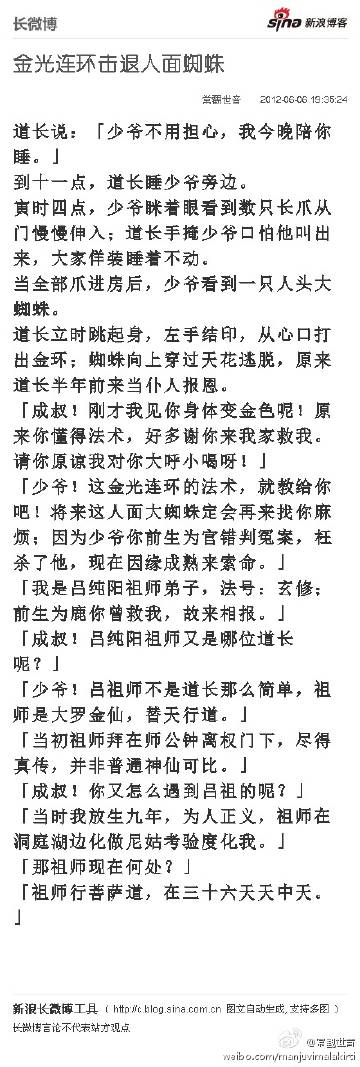 长微博
sina 新浪博客
金光连环击退人面蜘蛛
常翻世音 2012-06-06 19:35:24
道长说：「少爷不用担心，我今晚陪你
睡。」
到十一点，道长睡少爷旁边。
寅时四点，少爷眯着眼看到数只长爪从
门慢慢伸入；道长手掩少爷口怕他叫出
来，大家佯装睡着不动。
当全部爪进房后，少爷看到一只人头大
蜘蛛。
道长立时跳起身，左手结印，从心口打
出金环；蜘蛛向上穿过天花逃脱，原来
道长半年前来当仆人报恩。
「成叔！刚才我见你身体变金色呢！原
来你懂得法术，好多谢你来我家救我。
请你原谅我对你大呼小喝呀！」
「少爷！这金光连环的法术，就教给你
吧！将来这人面大蜘蛛定会再来找你麻
烦；因为少爷你前生为官错判冤案，枉
杀了他，现在因缘成熟来索命。」
「我是吕纯阳祖师弟子，法号：玄修；
前生为鹿你曾救我，故来相报。」
「成叔！吕纯阳祖师又是哪位道长
呢？」
「少爷！吕祖师不是道长那么简单，祖
师是大罗金仙，替天行道。」
「当初祖师拜在师公钟离权门下，尽得
真传，并非普通神仙可比。」
「成叔！你又怎么遇到吕祖的呢？」
「当时我放生九年，为人正义，祖师在
洞庭湖边化做尼姑考验度化我。」
「那祖师现在何处？」
「祖师行菩萨道，在三十六天天中天。
」
新浪长微博工具 （ http://c.blog.sina.com.cn 图文自动生成，支持多图 ）
长微博言论不代表站方观点
weibo.com/manjuvimalakirti